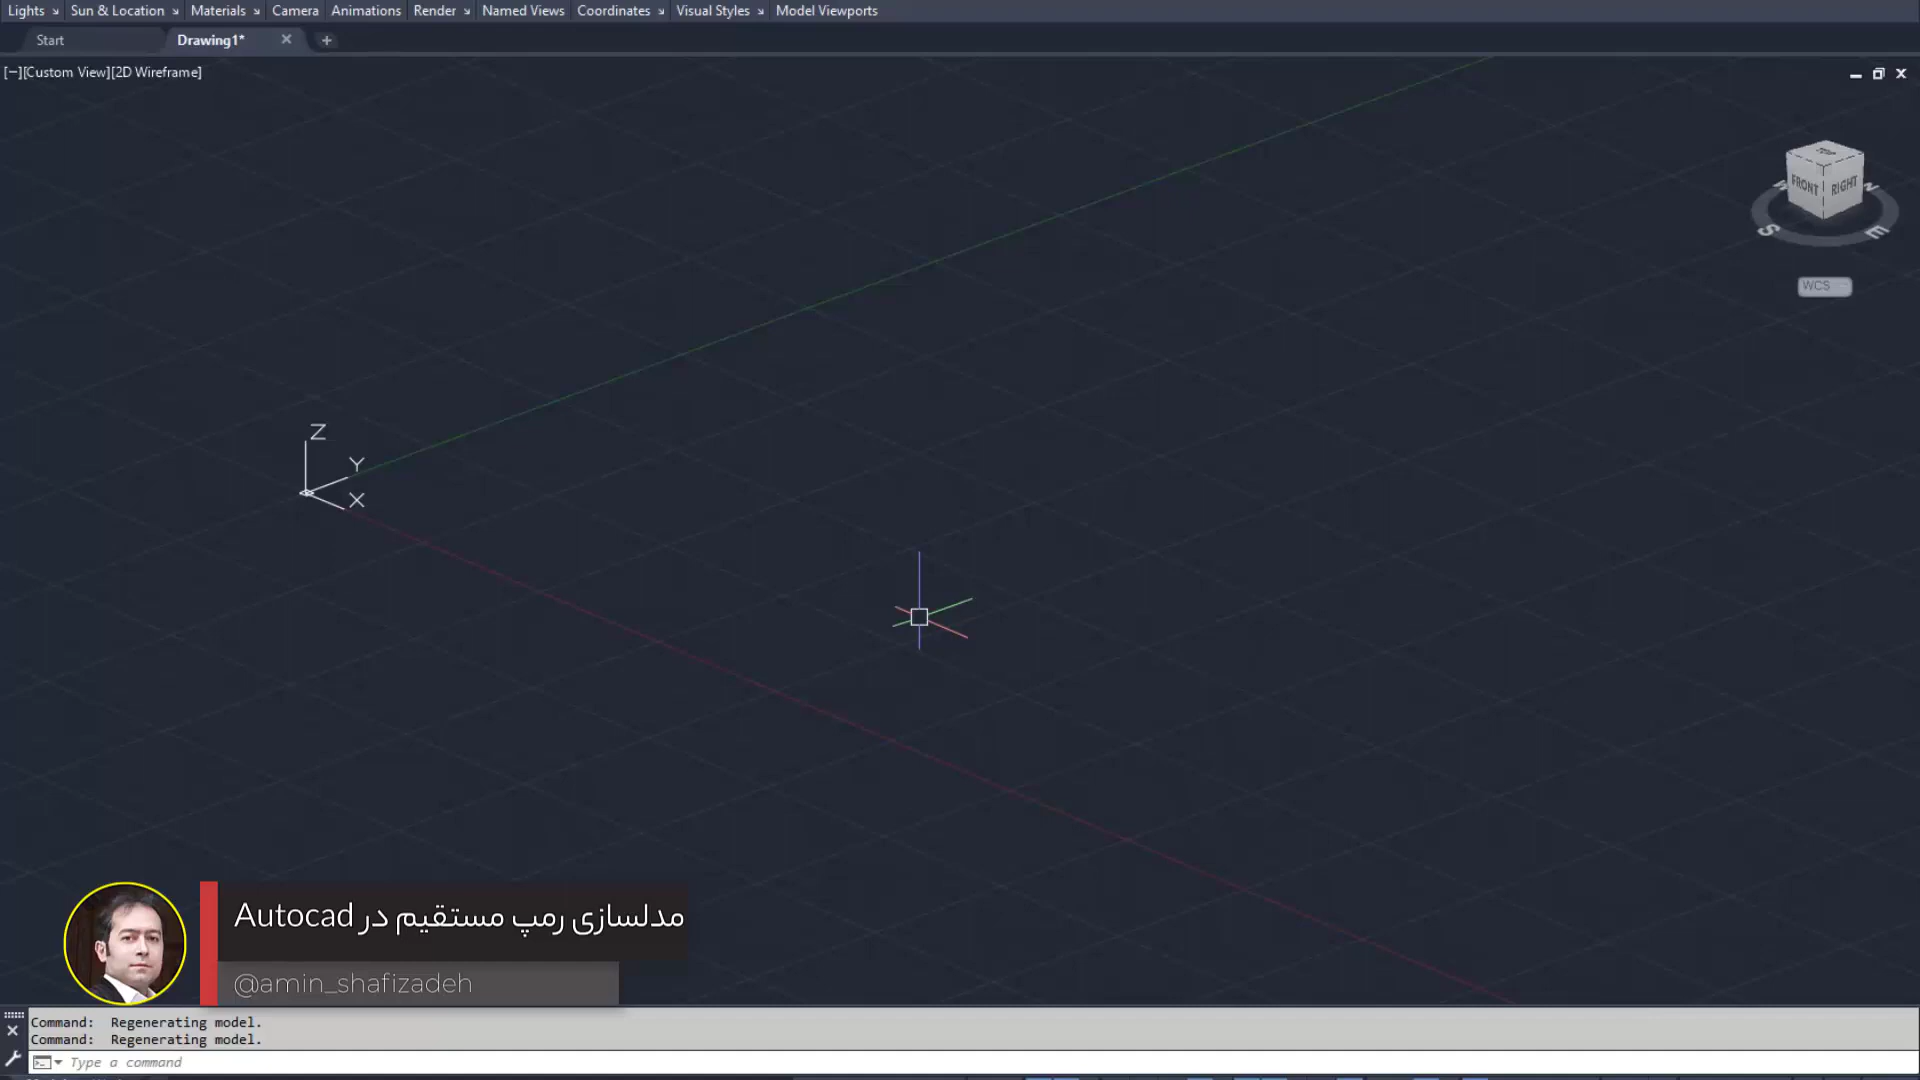 Lights Sun & Location Materials Camera Animations Render Named Views Coordinates Visual Styles Model Viewports
Start Drawing1*
[−][Custom View][2D Wireframe]
TOP
FRONT RIGHT
N
S E
WCS
Z
Y
X
مدلسازی رمپ مستقیم در Autocad
@amin_shafizadeh
Command: Regenerating model.
Command: Regenerating model.
Type a command